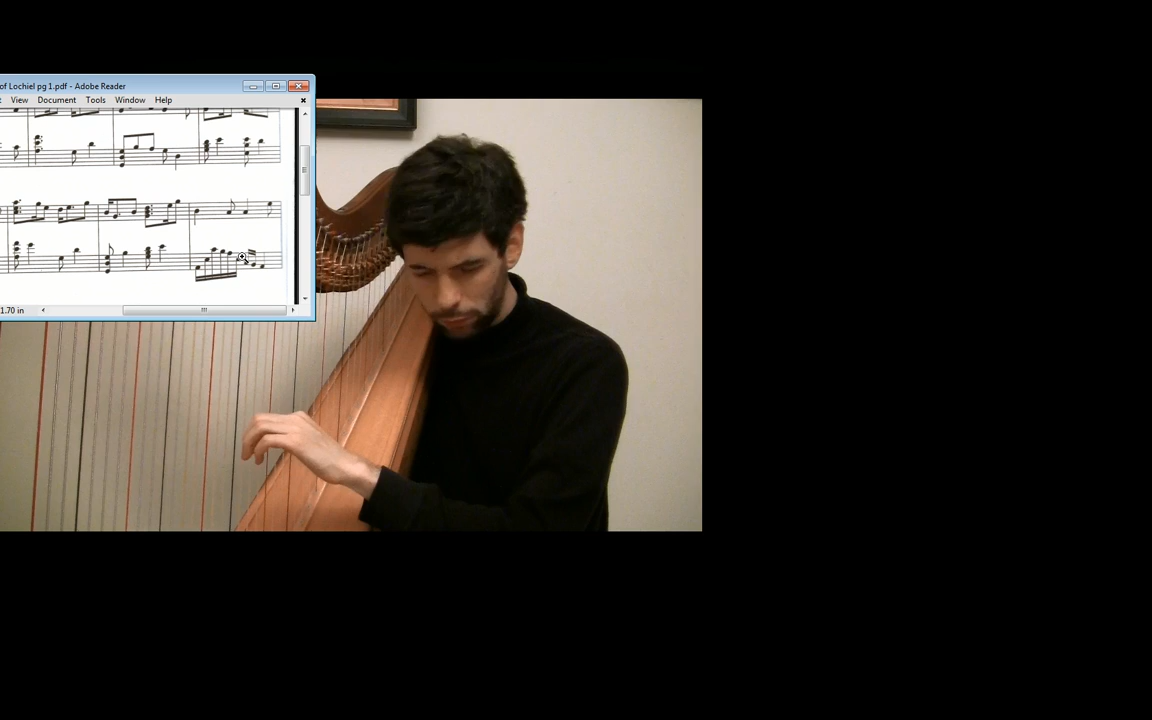 of Lochiel pg 1.pdf - Adobe Reader
View Document Tools Window Help
1.70 in